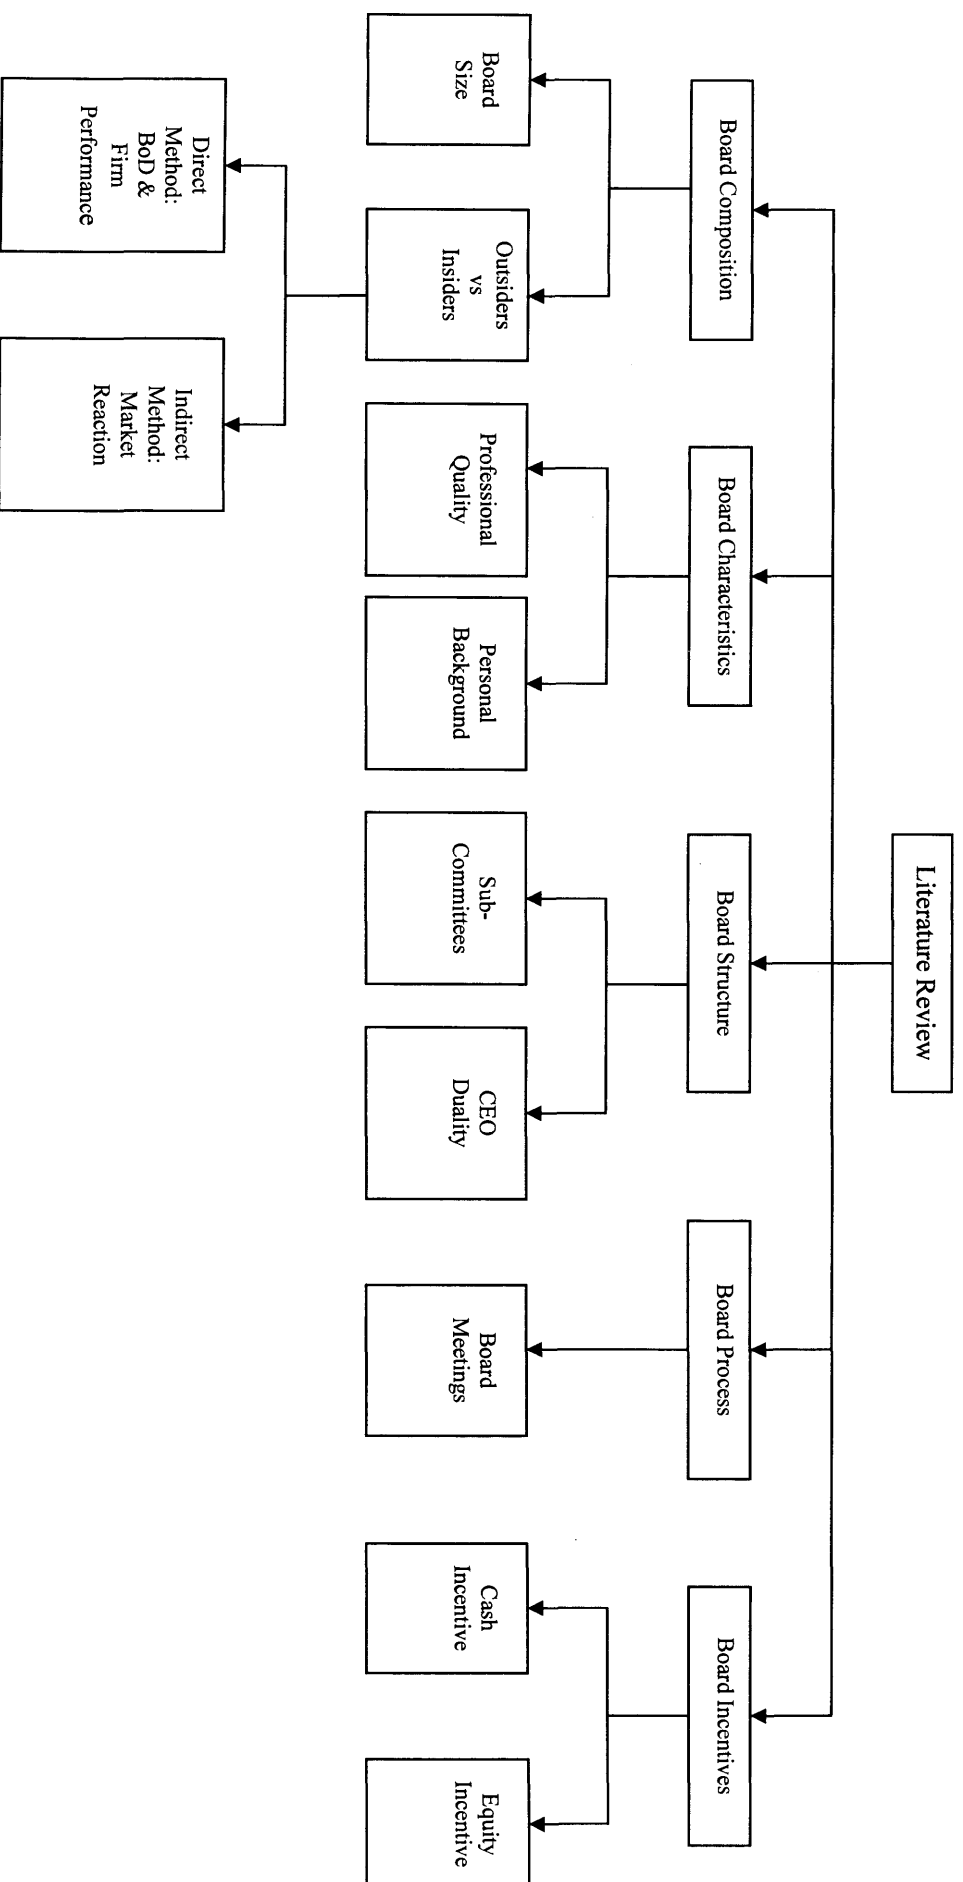 Literature Review
Board Composition
Board Characteristics
Board Structure
Board Process
Board Incentives
Board
Size
Outsiders
vs
Insiders
Professional
Quality
Personal
Background
Sub-
Committees
CEO
Duality
Board
Meetings
Cash
Incentive
Equity
Incentive
Direct
Method:
BoD &
Firm
Performance
Indirect
Method:
Market
Reaction